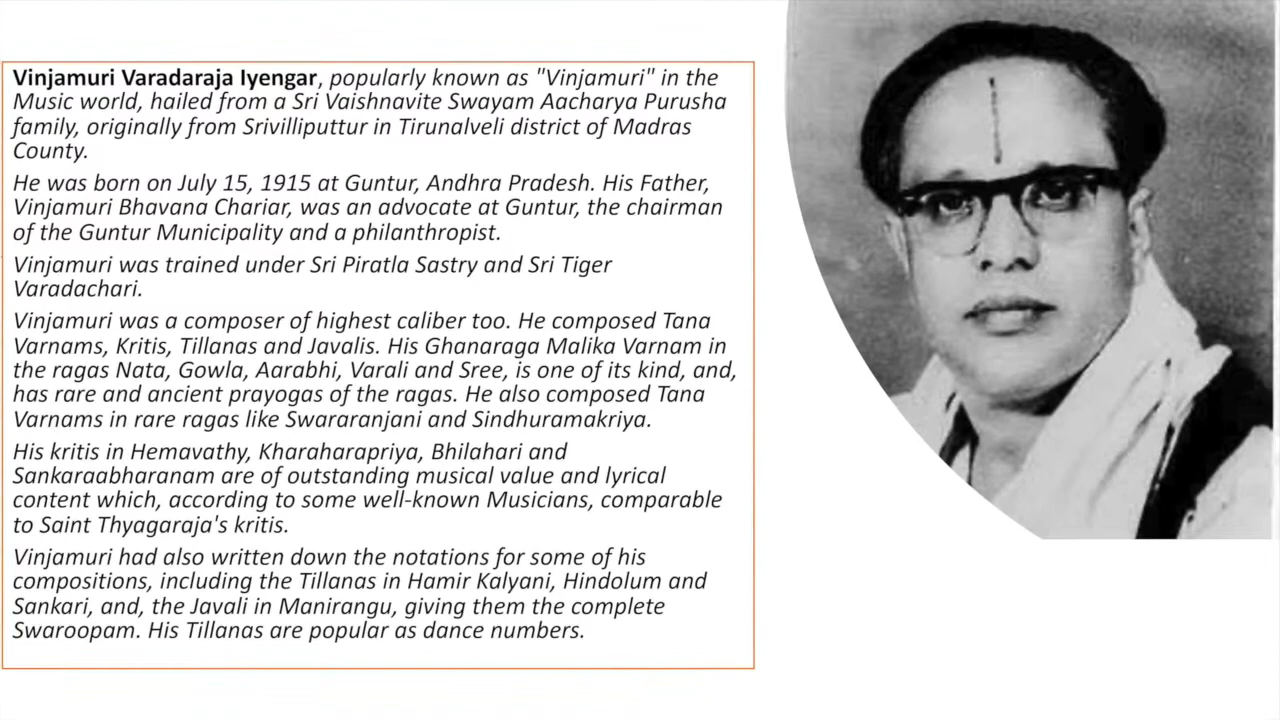 Vinjamuri Varadaraja Iyengar, popularly known as "Vinjamuri" in the
Music world, hailed from a Sri Vaishnavite Swayam Aacharya Purusha
family, originally from Srivilliputtur in Tirunalveli district of Madras
County.
He was born on July 15, 1915 at Guntur, Andhra Pradesh. His Father,
Vinjamuri Bhavana Chariar, was an advocate at Guntur, the chairman
of the Guntur Municipality and a philanthropist.
Vinjamuri was trained under Sri Piratla Sastry and Sri Tiger
Varadachari.
Vinjamuri was a composer of highest caliber too. He composed Tana
Varnams, Kritis, Tillanas and Javalis. His Ghanaraga Malika Varnam in
the ragas Nata, Gowla, Aarabhi, Varali and Sree, is one of its kind, and,
has rare and ancient prayogas of the ragas. He also composed Tana
Varnams in rare ragas like Swararanjani and Sindhuramakriya.
His kritis in Hemavathy, Kharaharapriya, Bhilahari and
Sankaraabharanam are of outstanding musical value and lyrical
content which, according to some well-known Musicians, comparable
to Saint Thyagaraja's kritis.
Vinjamuri had also written down the notations for some of his
compositions, including the Tillanas in Hamir Kalyani, Hindolum and
Sankari, and, the Javali in Manirangu, giving them the complete
Swaroopam. His Tillanas are popular as dance numbers.